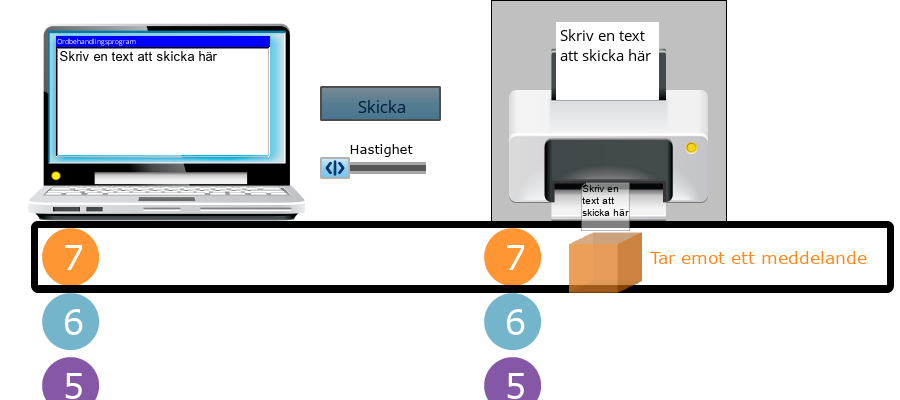 Ordbehandlingsprogram
Skriv en text att skicka här
Skicka
Hastighet
Skriv en text
att skicka här
Skriv en
text att
skicka här
7
7
Tar emot ett meddelande
6
6
5
5